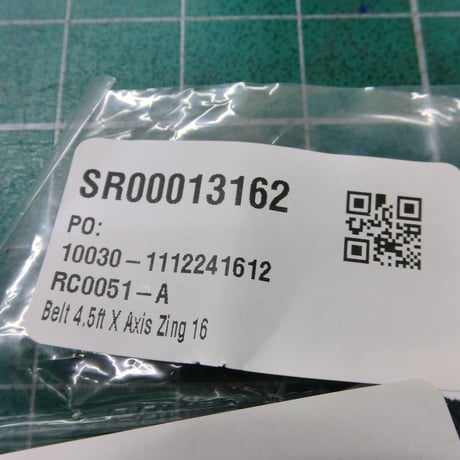 SR00013162
PO:
10030-1112241612
RC0051-A
Belt 4.5ft X Axis Zing 16